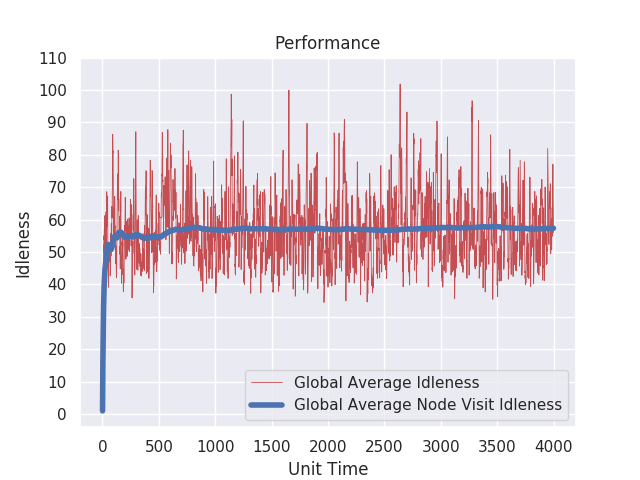 Performance
110
100
90
80
70
60
50
40
30
20
10
0
Idleness
Global Average Idleness
Global Average Node Visit Idleness
0 500 1000 1500 2000 2500 3000 3500 4000
Unit Time